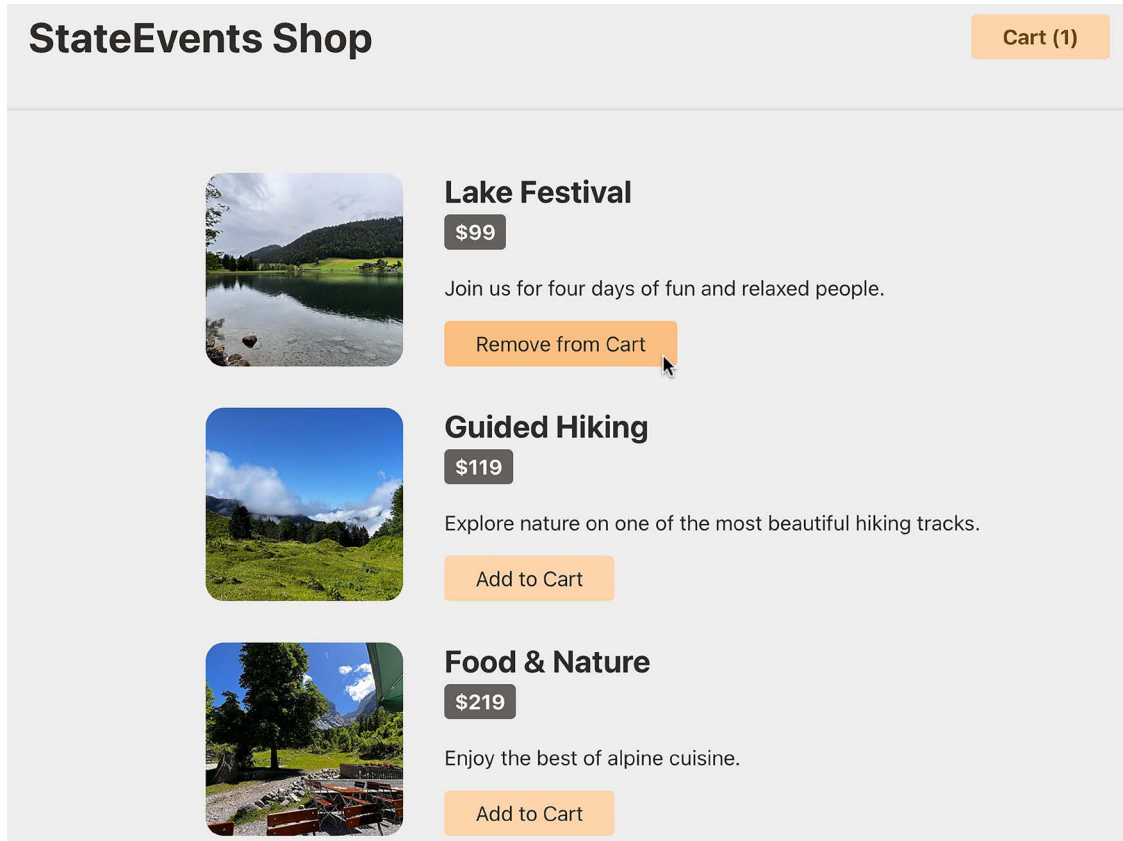 StateEvents Shop
Cart (1)
Lake Festival
$99
Join us for four days of fun and relaxed people.
Remove from Cart
Guided Hiking
$119
Explore nature on one of the most beautiful hiking tracks.
Add to Cart
Food & Nature
$219
Enjoy the best of alpine cuisine.
Add to Cart